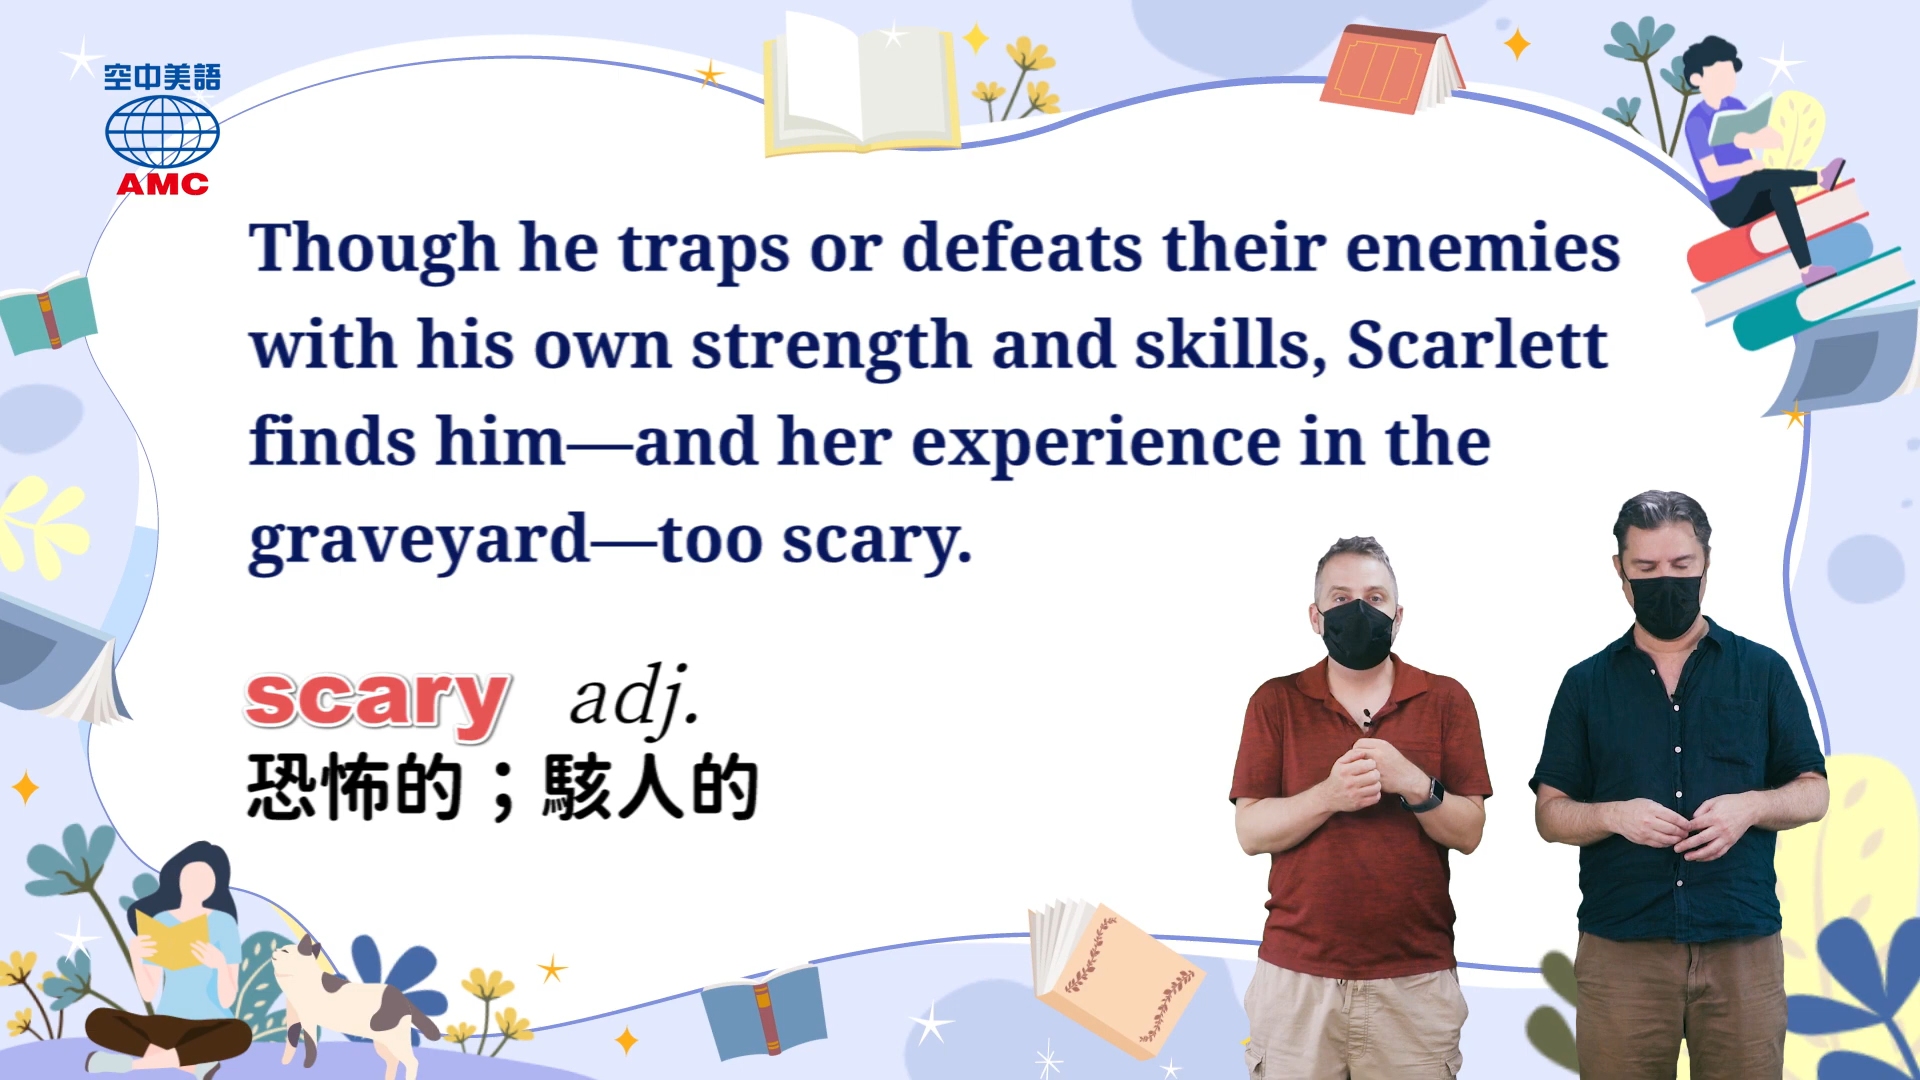 空中美語
AMC
Though he traps or defeats their enemies
with his own strength and skills, Scarlett
finds him—and her experience in the
graveyard—too scary.
scary adj.
恐怖的；駭人的